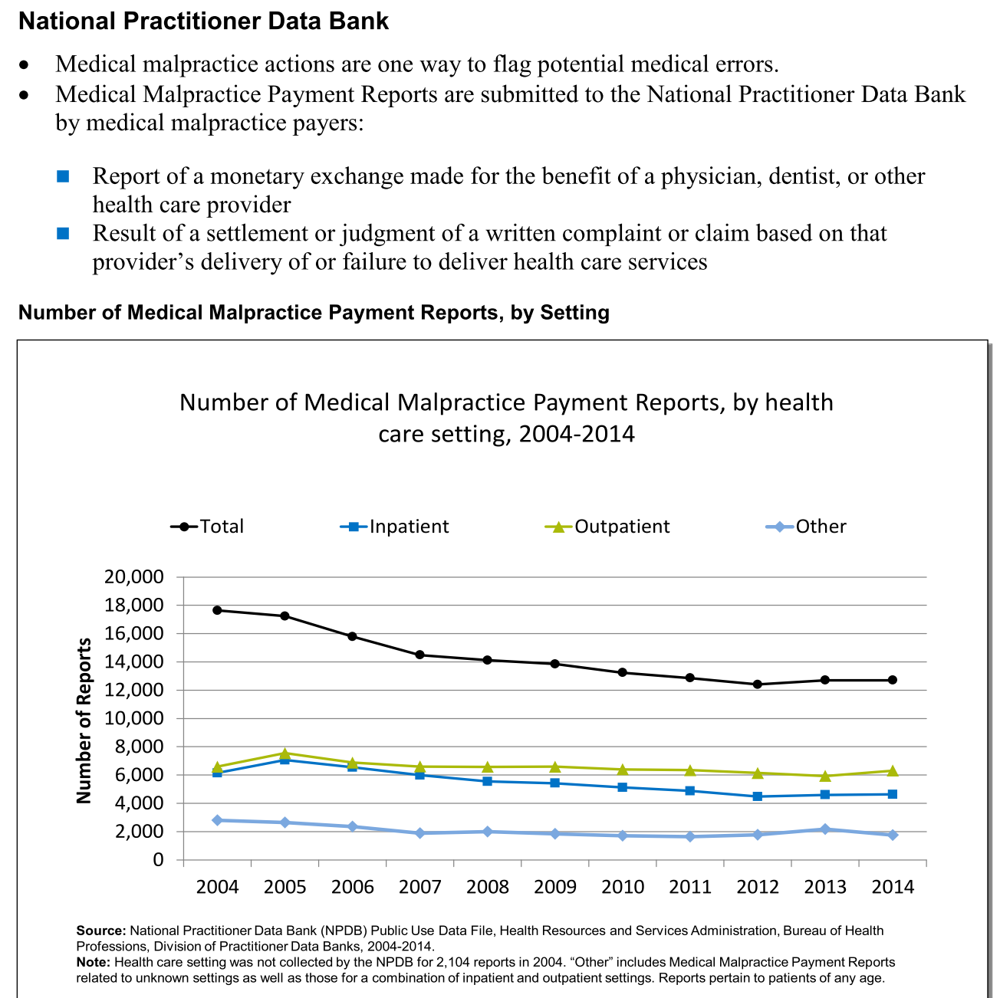 National Practitioner Data Bank
• Medical malpractice actions are one way to flag potential medical errors.
• Medical Malpractice Payment Reports are submitted to the National Practitioner Data Bank
by medical malpractice payers:
Report of a monetary exchange made for the benefit of a physician, dentist, or other
health care provider
Result of a settlement or judgment of a written complaint or claim based on that
provider’s delivery of or failure to deliver health care services
Number of Medical Malpractice Payment Reports, by Setting
Number of Medical Malpractice Payment Reports, by health
care setting, 2004-2014
Total Inpatient Outpatient Other
Number of Reports
20,000
18,000
16,000
14,000
12,000
10,000
8,000
6,000
4,000
2,000
0
2004 2005 2006 2007 2008 2009 2010 2011 2012 2013 2014
Source: National Practitioner Data Bank (NPDB) Public Use Data File, Health Resources and Services Administration, Bureau of Health
Professions, Division of Practitioner Data Banks, 2004-2014.
Note: Health care setting was not collected by the NPDB for 2,104 reports in 2004. “Other” includes Medical Malpractice Payment Reports
related to unknown settings as well as those for a combination of inpatient and outpatient settings. Reports pertain to patients of any age.